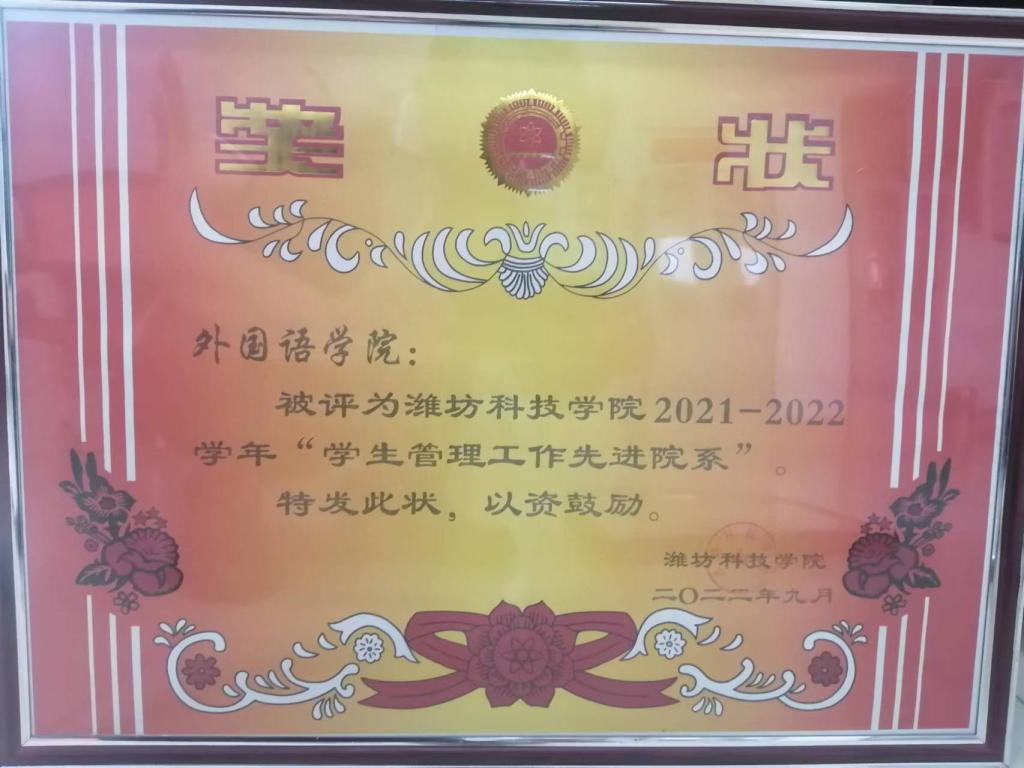 奖状
外国语学院：
被评为潍坊科技学院2021-2022
学年“学生管理工作先进院系”。
特发此状，以资鼓励。
潍坊科技学院
二〇二二年九月